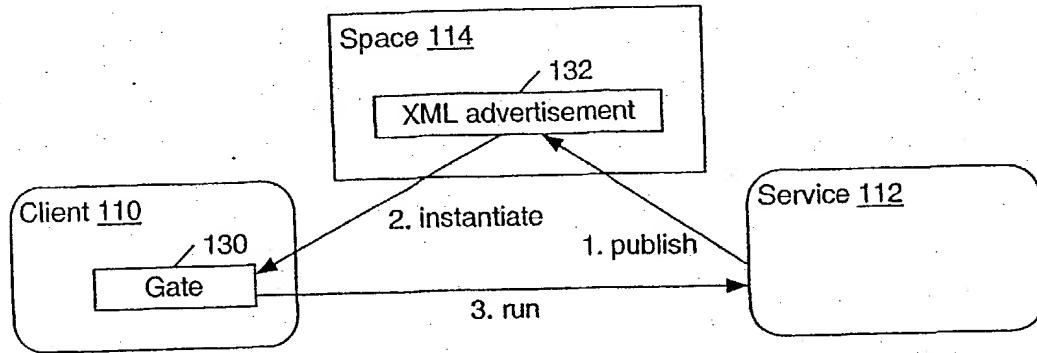 Space 114
132
XML advertisement
Client 110
2. instantiate
Service 112
130
1. publish
Gate
3. run